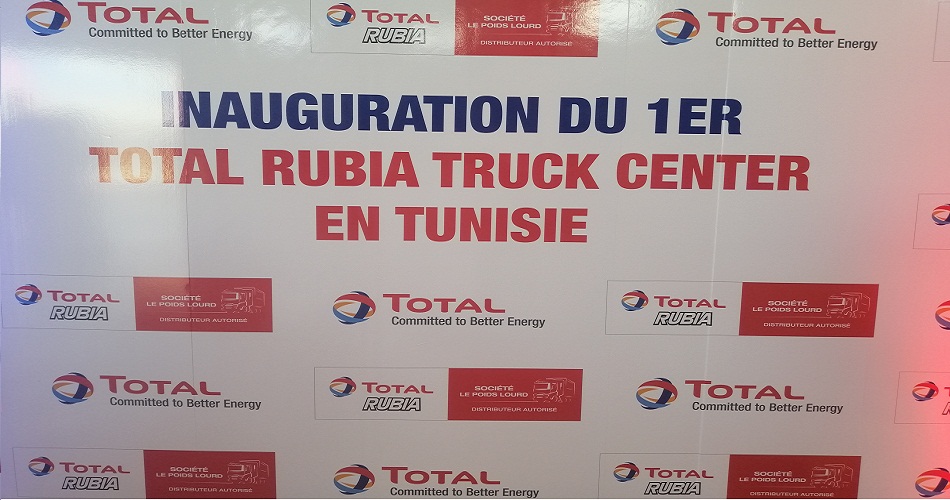 TOTAL
Committed to Better Energy
TOTAL
RUBIA
SOCIÉTÉ
LE POIDS LOURD
DISTRIBUTEUR AUTORISÉ
TOTAL
Committed to Better Energy
INAUGURATION DU 1ER
TOTAL RUBIA TRUCK CENTER
EN TUNISIE
TOTAL
RUBIA
SOCIÉTÉ
LE POIDS LOURD
DISTRIBUTEUR AUTORISÉ
TOTAL
Committed to Better Energy
TOTAL
RUBIA
SOCIÉTÉ
LE POIDS LOURD
DISTRIBUTEUR AUTORISÉ
TOTAL
Committed to Better Energy
TOTAL
RUBIA
SOCIÉTÉ
LE POIDS LOURD
DISTRIBUTEUR AUTORISÉ
TOTAL
Committed to Better Energy
TOTAL
RUBIA
SOCIÉTÉ
LE POIDS LOURD
DISTRIBUTEUR AUTORISÉ
TOTAL
Committed to Better Energy
TOTAL
RUBIA
SOCIÉTÉ
LE POIDS LOURD
DISTRIBUTEUR AUTORISÉ